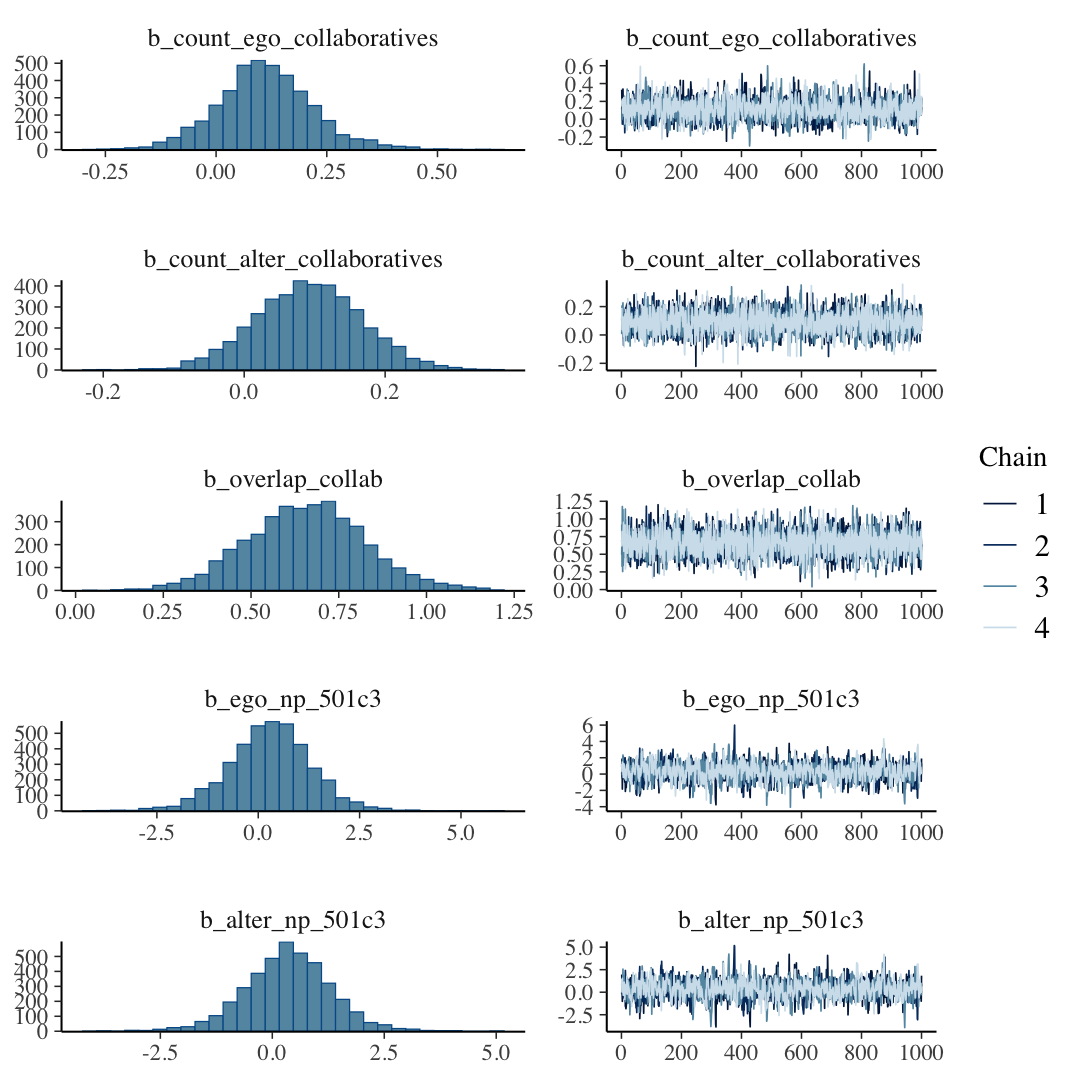 b_count_ego_collaboratives
500
400
300
200
100
0
-0.25 0.00 0.25 0.50
b_count_ego_collaboratives
0.6
0.4
0.2
0.0
-0.2
0 200 400 600 800 1000
b_count_alter_collaboratives
400
300
200
100
0
-0.2 0.0 0.2
b_count_alter_collaboratives
0.2
0.0
-0.2
0 200 400 600 800 1000
b_overlap_collab
300
200
100
0
0.00 0.25 0.50 0.75 1.00 1.25
b_overlap_collab
1.25
1.00
0.75
0.50
0.25
0.00
0 200 400 600 800 1000
b_ego_np_501c3
500
400
300
200
100
0
-2.5 0.0 2.5 5.0
b_ego_np_501c3
6
4
2
0
-2
-4
0 200 400 600 800 1000
b_alter_np_501c3
500
400
300
200
100
0
-2.5 0.0 2.5 5.0
b_alter_np_501c3
5.0
2.5
0.0
-2.5
0 200 400 600 800 1000
Chain
1
2
3
4